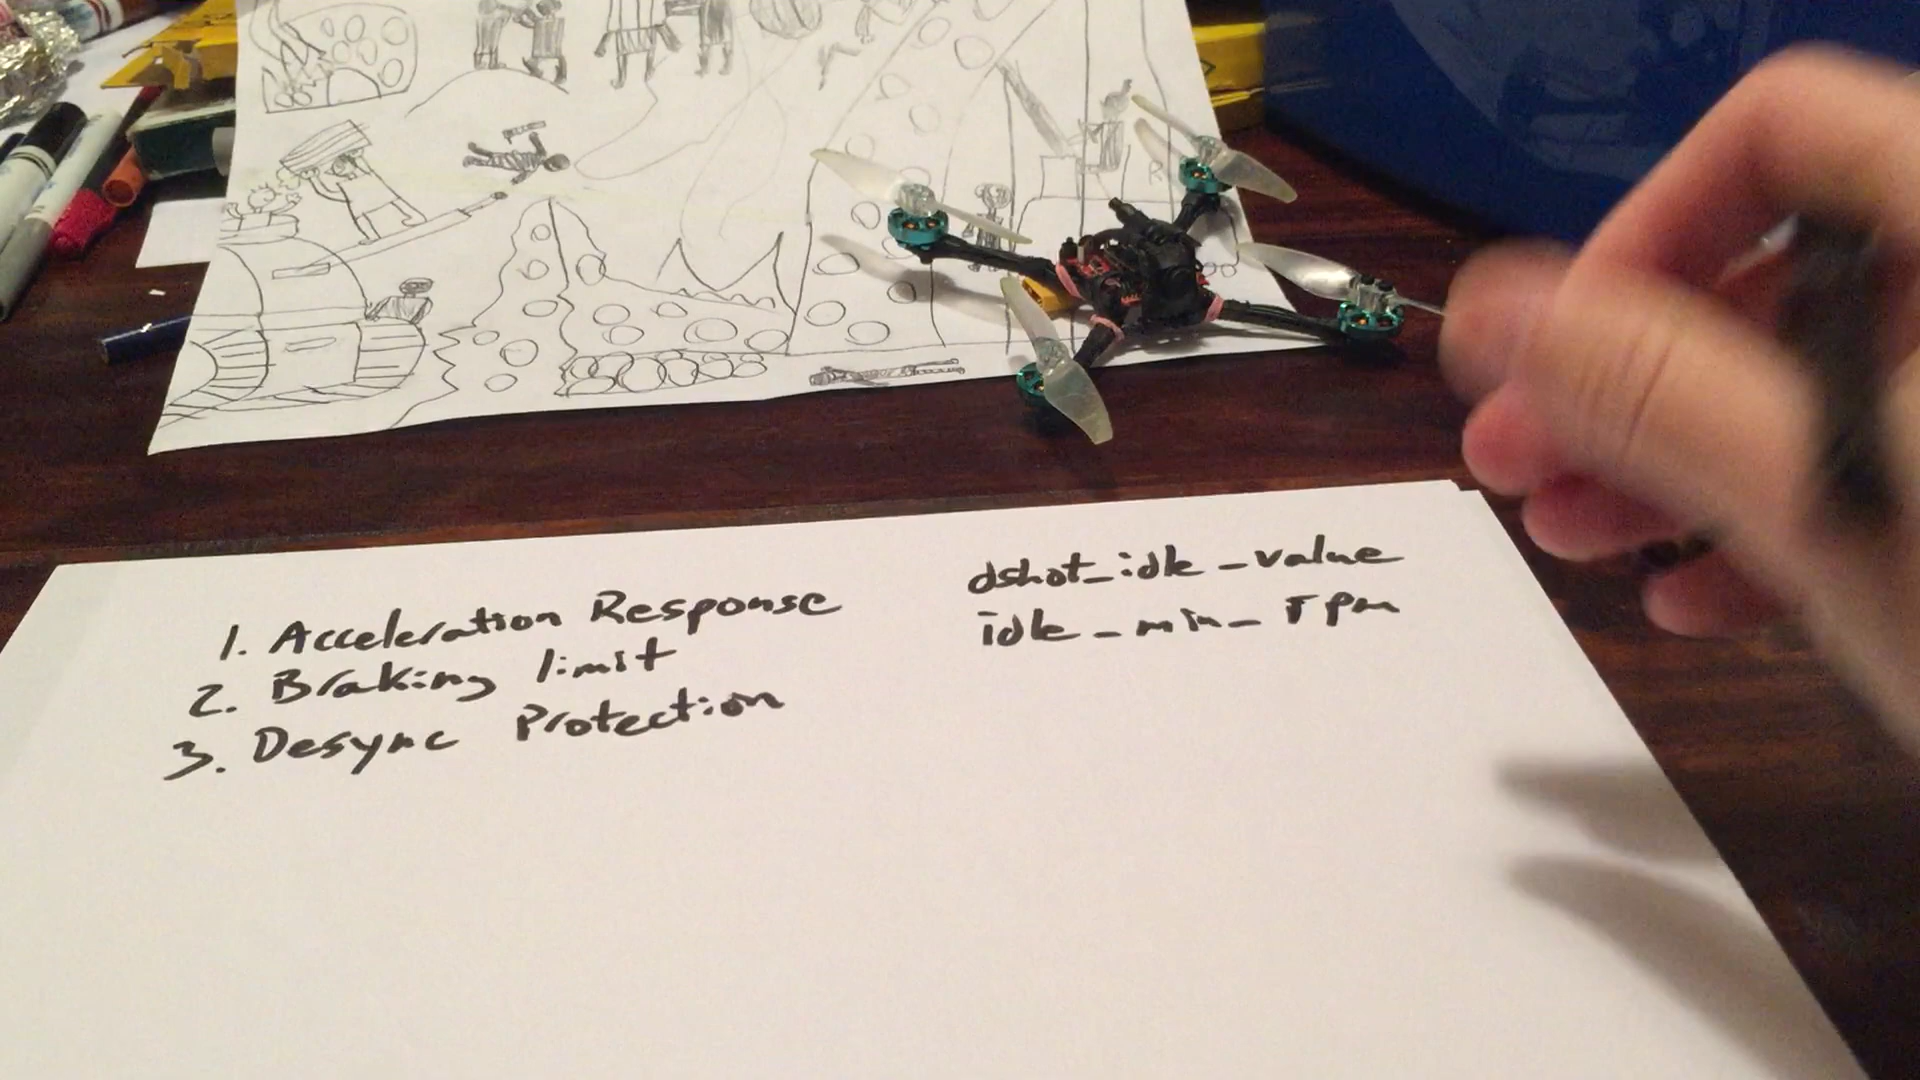 1. Acceleration Response
2. Braking limit
3. Desync Protection
dshot_idle_value
idle_min_rpm